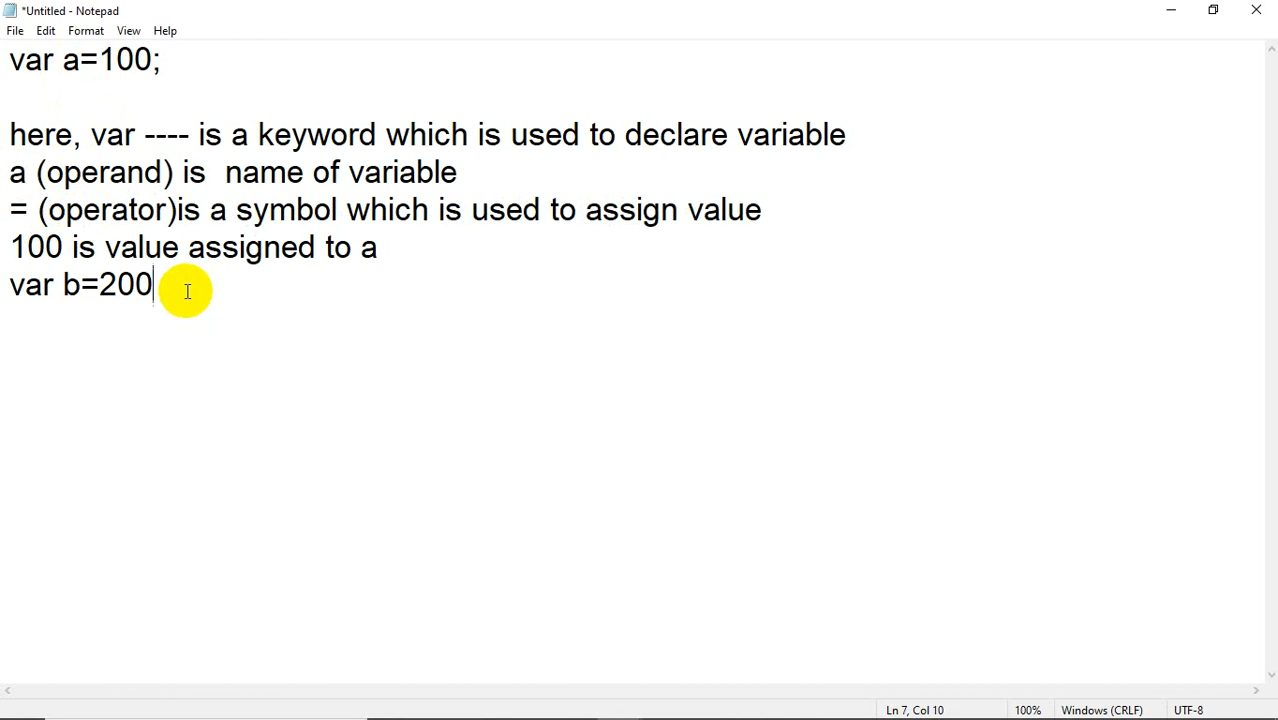 *Untitled - Notepad
File Edit Format View Help
var a=100;
here, var ---- is a keyword which is used to declare variable
a (operand) is  name of variable
= (operator)is a symbol which is used to assign value
100 is value assigned to a
var b=200
Ln 7, Col 10 100% Windows (CRLF) UTF-8